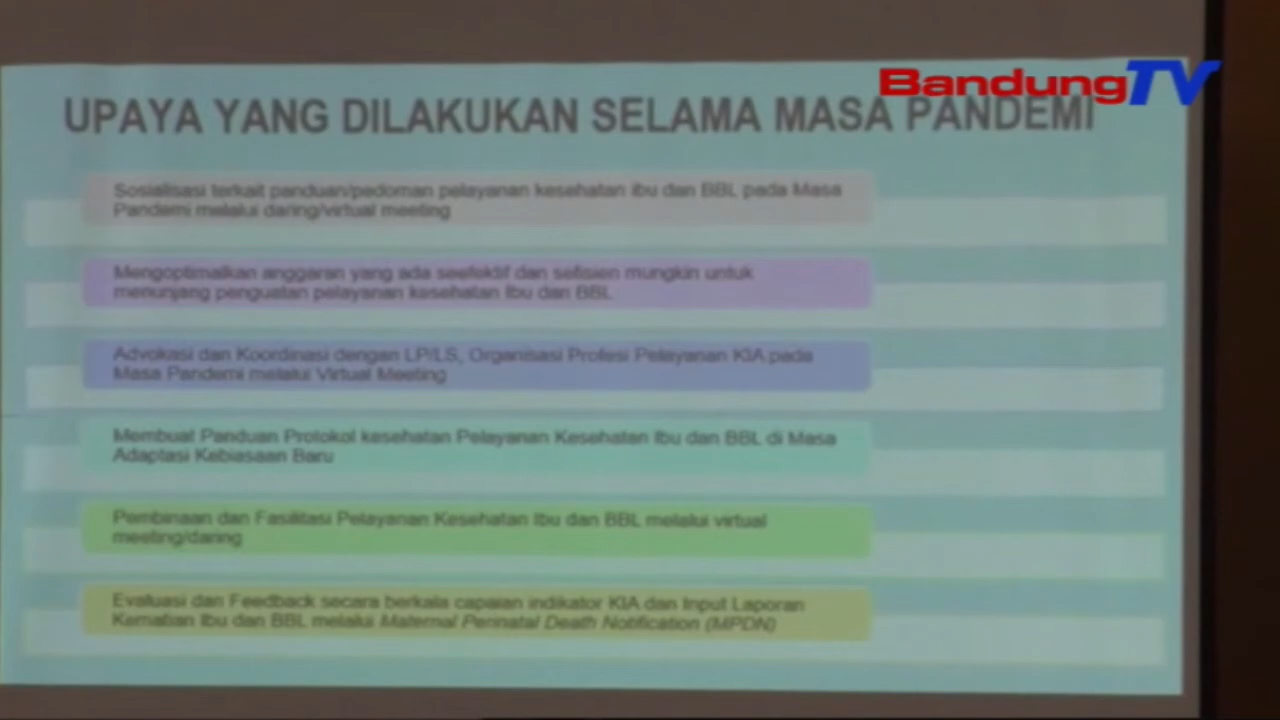 BandungTV
UPAYA YANG DILAKUKAN SELAMA MASA PANDEMI
Sosialisasi terkait panduan/pedoman pelayanan kesehatan ibu dan BBL pada Masa
Pandemi melalui daring/virtual meeting
Mengoptimalkan anggaran yang ada seefektif dan sefisien mungkin untuk
menunjang penguatan pelayanan kesehatan Ibu dan BBL
Advokasi dan Koordinasi dengan LP/LS, Organisasi Profesi Pelayanan KIA pada
Masa Pandemi melalui Virtual Meeting
Membuat Panduan Protokol kesehatan Pelayanan Kesehatan Ibu dan BBL di Masa
Adaptasi Kebiasaan Baru
Pembinaan dan Fasilitasi Pelayanan Kesehatan Ibu dan BBL melalui virtual
meeting/daring
Evaluasi dan Feedback secara berkala capaian indikator KIA dan Input Laporan
Kematian Ibu dan BBL melalui Maternal Perinatal Death Notification (MPDN)